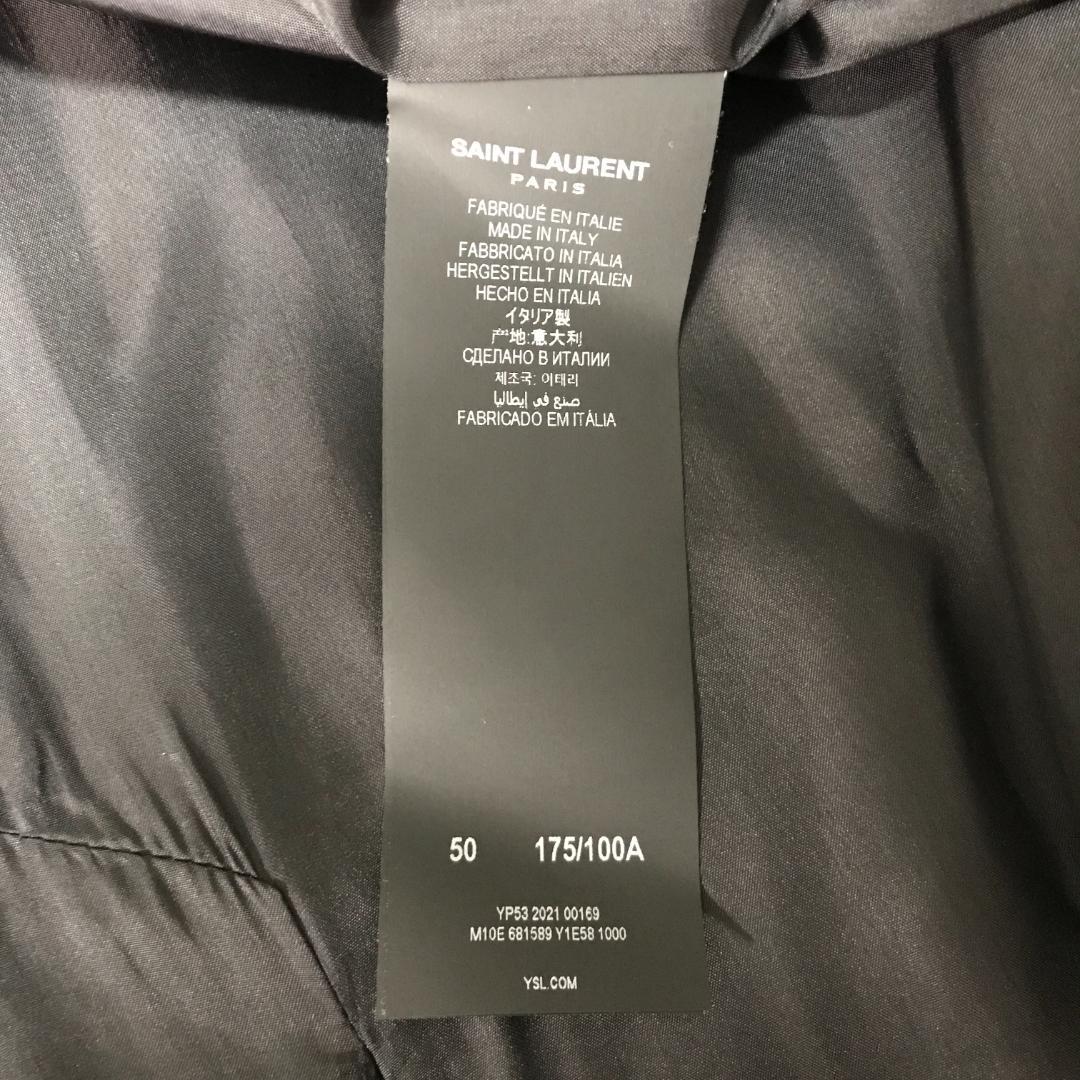 SAINT LAURENT
PARIS
FABRIQUÉ EN ITALIE
MADE IN ITALY
FABBRICATO IN ITALIA
HERGESTELLT IN ITALIEN
HECHO EN ITALIA
イタリア製
产地:意大利
СДЕЛАНО В ИТАЛИИ
제조국: 이태리
صنع في إيطاليا
FABRICADO EM ITÁLIA
50 175/100A
YP53 2021 00169
M10E 681589 Y1E58 1000
YSL.COM